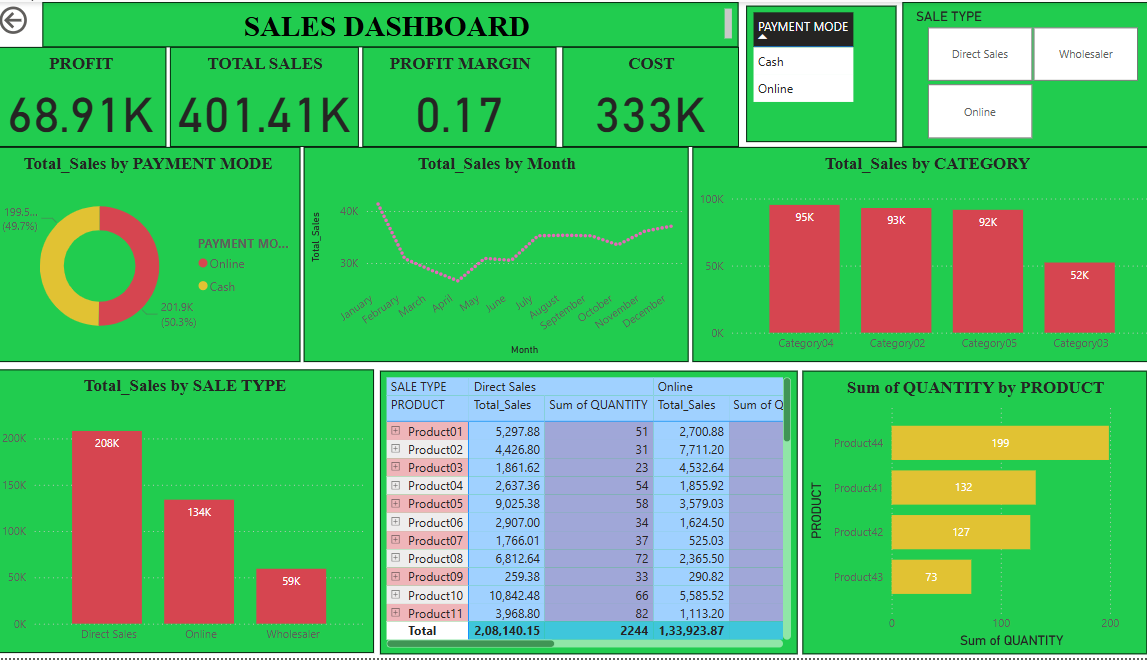 SALES DASHBOARD
PROFIT
68.91K
TOTAL SALES
401.41K
PROFIT MARGIN
0.17
COST
333K
PAYMENT MODE
Cash
Online
SALE TYPE
Direct Sales
Wholesaler
Online
Total_Sales by PAYMENT MODE
199.5...
(49.7%)
PAYMENT MO...
Online
Cash
201.9K
(50.3%)
Total_Sales by Month
Total_Sales
40K
30K
January
February
March
April
May
June
July
August
September
October
November
December
Month
Total_Sales by CATEGORY
100K
50K
0K
95K
93K
92K
52K
Category04
Category02
Category05
Category03
Total_Sales by SALE TYPE
200K
150K
100K
50K
0K
208K
134K
59K
Direct Sales
Online
Wholesaler
SALE TYPE Direct Sales Online
PRODUCT Total_Sales Sum of QUANTITY Total_Sales Sum of Q
Product01 5,297.88 51 2,700.88
Product02 4,426.80 31 7,711.20
Product03 1,861.62 23 4,532.64
Product04 2,637.36 54 1,855.92
Product05 9,025.38 58 3,579.03
Product06 2,907.00 34 1,624.50
Product07 1,766.01 37 525.03
Product08 6,812.64 72 2,365.50
Product09 259.38 33 290.82
Product10 10,842.48 66 5,585.52
Product11 3,968.80 82 1,113.20
Total 2,08,140.15 2244 1,33,923.87
Sum of QUANTITY by PRODUCT
PRODUCT
Product44 199
Product41 132
Product42 127
Product43 73
0 100 200
Sum of QUANTITY